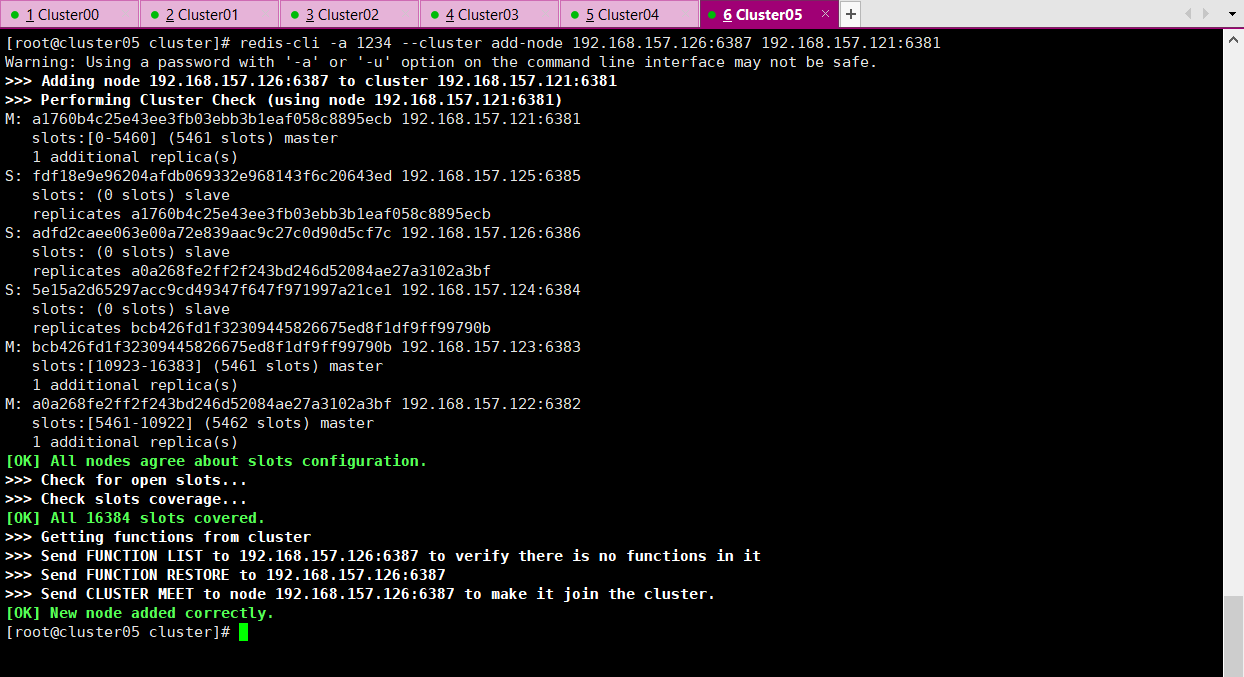 1 Cluster00
2 Cluster01
3 Cluster02
4 Cluster03
5 Cluster04
6 Cluster05
[root@cluster05 cluster]# redis-cli -a 1234 --cluster add-node 192.168.157.126:6387 192.168.157.121:6381
Warning: Using a password with '-a' or '-u' option on the command line interface may not be safe.
>>> Adding node 192.168.157.126:6387 to cluster 192.168.157.121:6381
>>> Performing Cluster Check (using node 192.168.157.121:6381)
M: a1760b4c25e43ee3fb03ebb3b1eaf058c8895ecb 192.168.157.121:6381
   slots:[0-5460] (5461 slots) master
   1 additional replica(s)
S: fdf18e9e96204afdb069332e968143f6c20643ed 192.168.157.125:6385
   slots: (0 slots) slave
   replicates a1760b4c25e43ee3fb03ebb3b1eaf058c8895ecb
S: adfd2caee063e00a72e839aac9c27c0d90d5cf7c 192.168.157.126:6386
   slots: (0 slots) slave
   replicates a0a268fe2ff2f243bd246d52084ae27a3102a3bf
S: 5e15a2d65297acc9cd49347f647f971997a21ce1 192.168.157.124:6384
   slots: (0 slots) slave
   replicates bcb426fd1f32309445826675ed8f1df9ff99790b
M: bcb426fd1f32309445826675ed8f1df9ff99790b 192.168.157.123:6383
   slots:[10923-16383] (5461 slots) master
   1 additional replica(s)
M: a0a268fe2ff2f243bd246d52084ae27a3102a3bf 192.168.157.122:6382
   slots:[5461-10922] (5462 slots) master
   1 additional replica(s)
[OK] All nodes agree about slots configuration.
>>> Check for open slots...
>>> Check slots coverage...
[OK] All 16384 slots covered.
>>> Getting functions from cluster
>>> Send FUNCTION LIST to 192.168.157.126:6387 to verify there is no functions in it
>>> Send FUNCTION RESTORE to 192.168.157.126:6387
>>> Send CLUSTER MEET to node 192.168.157.126:6387 to make it join the cluster.
[OK] New node added correctly.
[root@cluster05 cluster]#